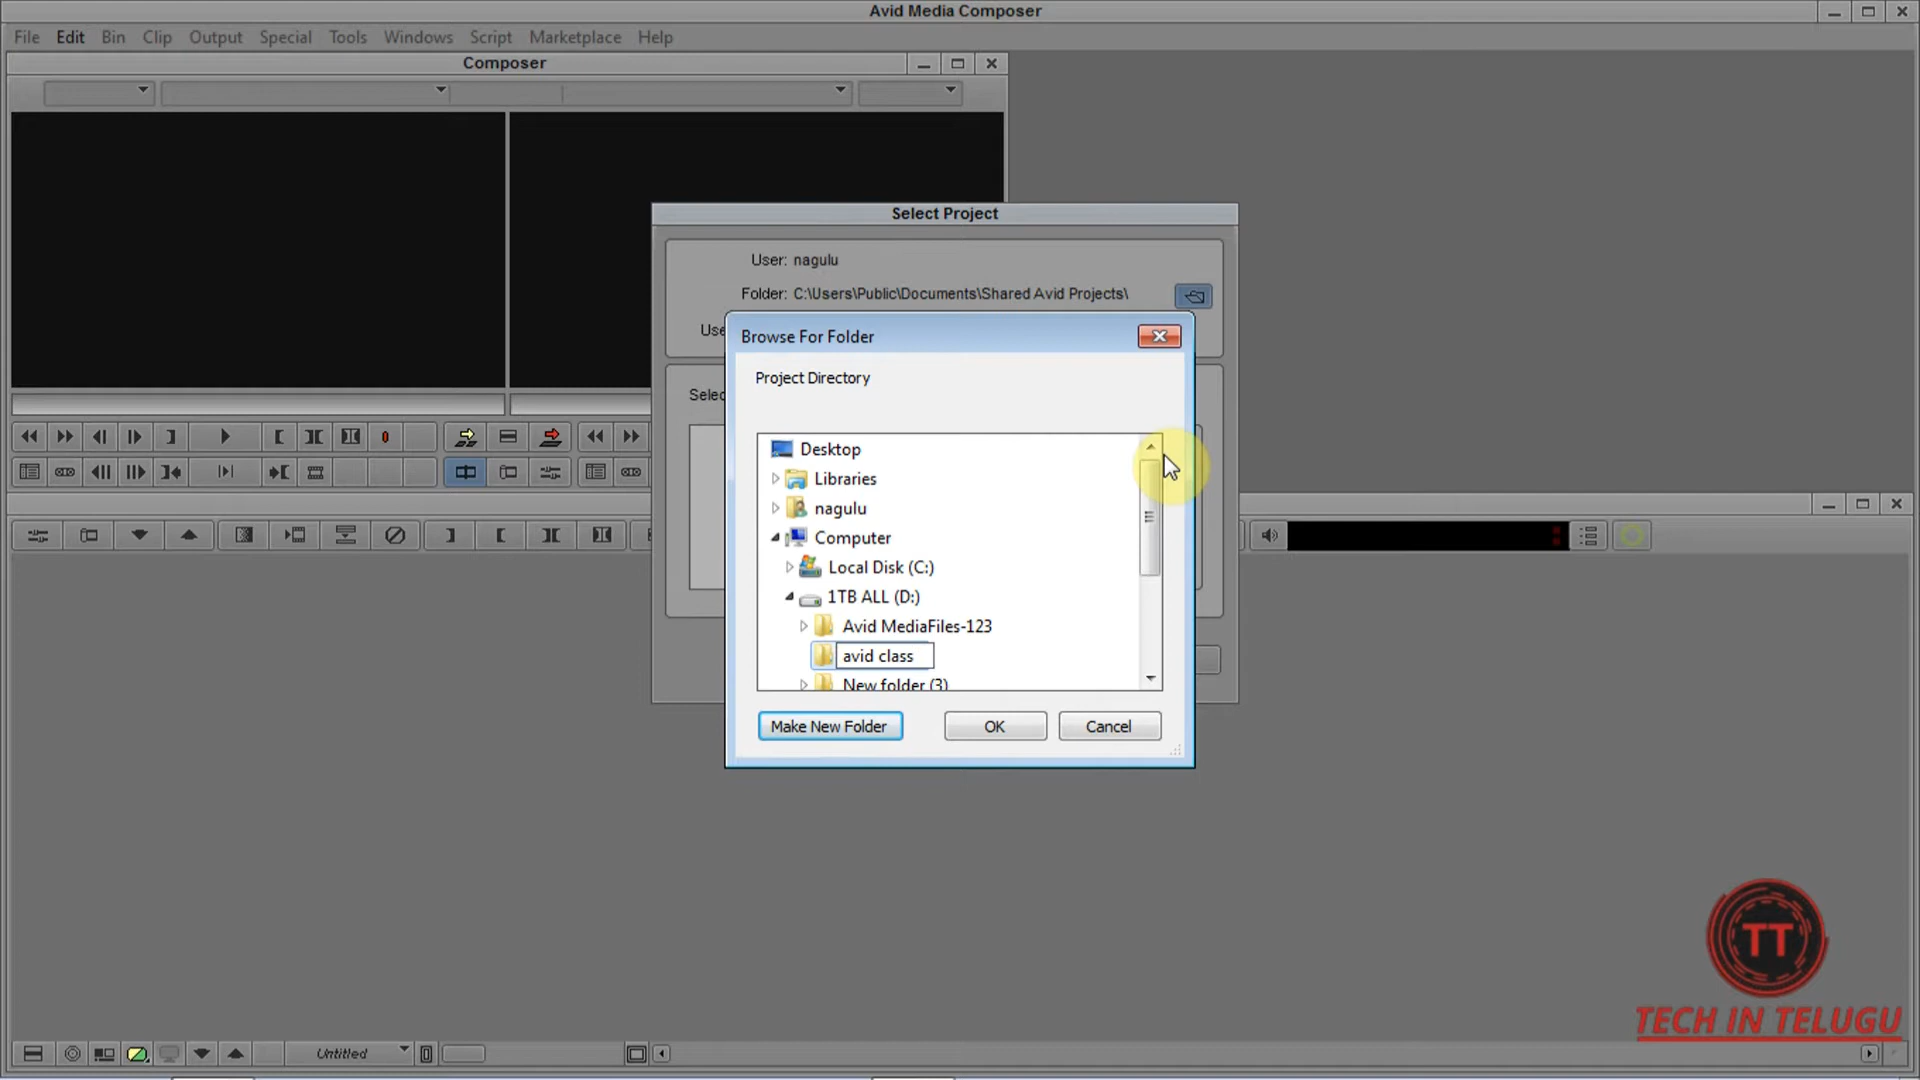 Avid Media Composer
File Edit Bin Clip Output Special Tools Windows Script Marketplace Help
Composer
Select Project
User: nagulu
Folder: C:\Users\Public\Documents\Shared Avid Projects\
Browse For Folder
Project Directory
Desktop
Libraries
nagulu
Computer
Local Disk (C:)
1TB ALL (D:)
Avid MediaFiles-123
avid class
New folder (3)
Make New Folder OK Cancel
TT
TECH IN TELUGU
Untitled